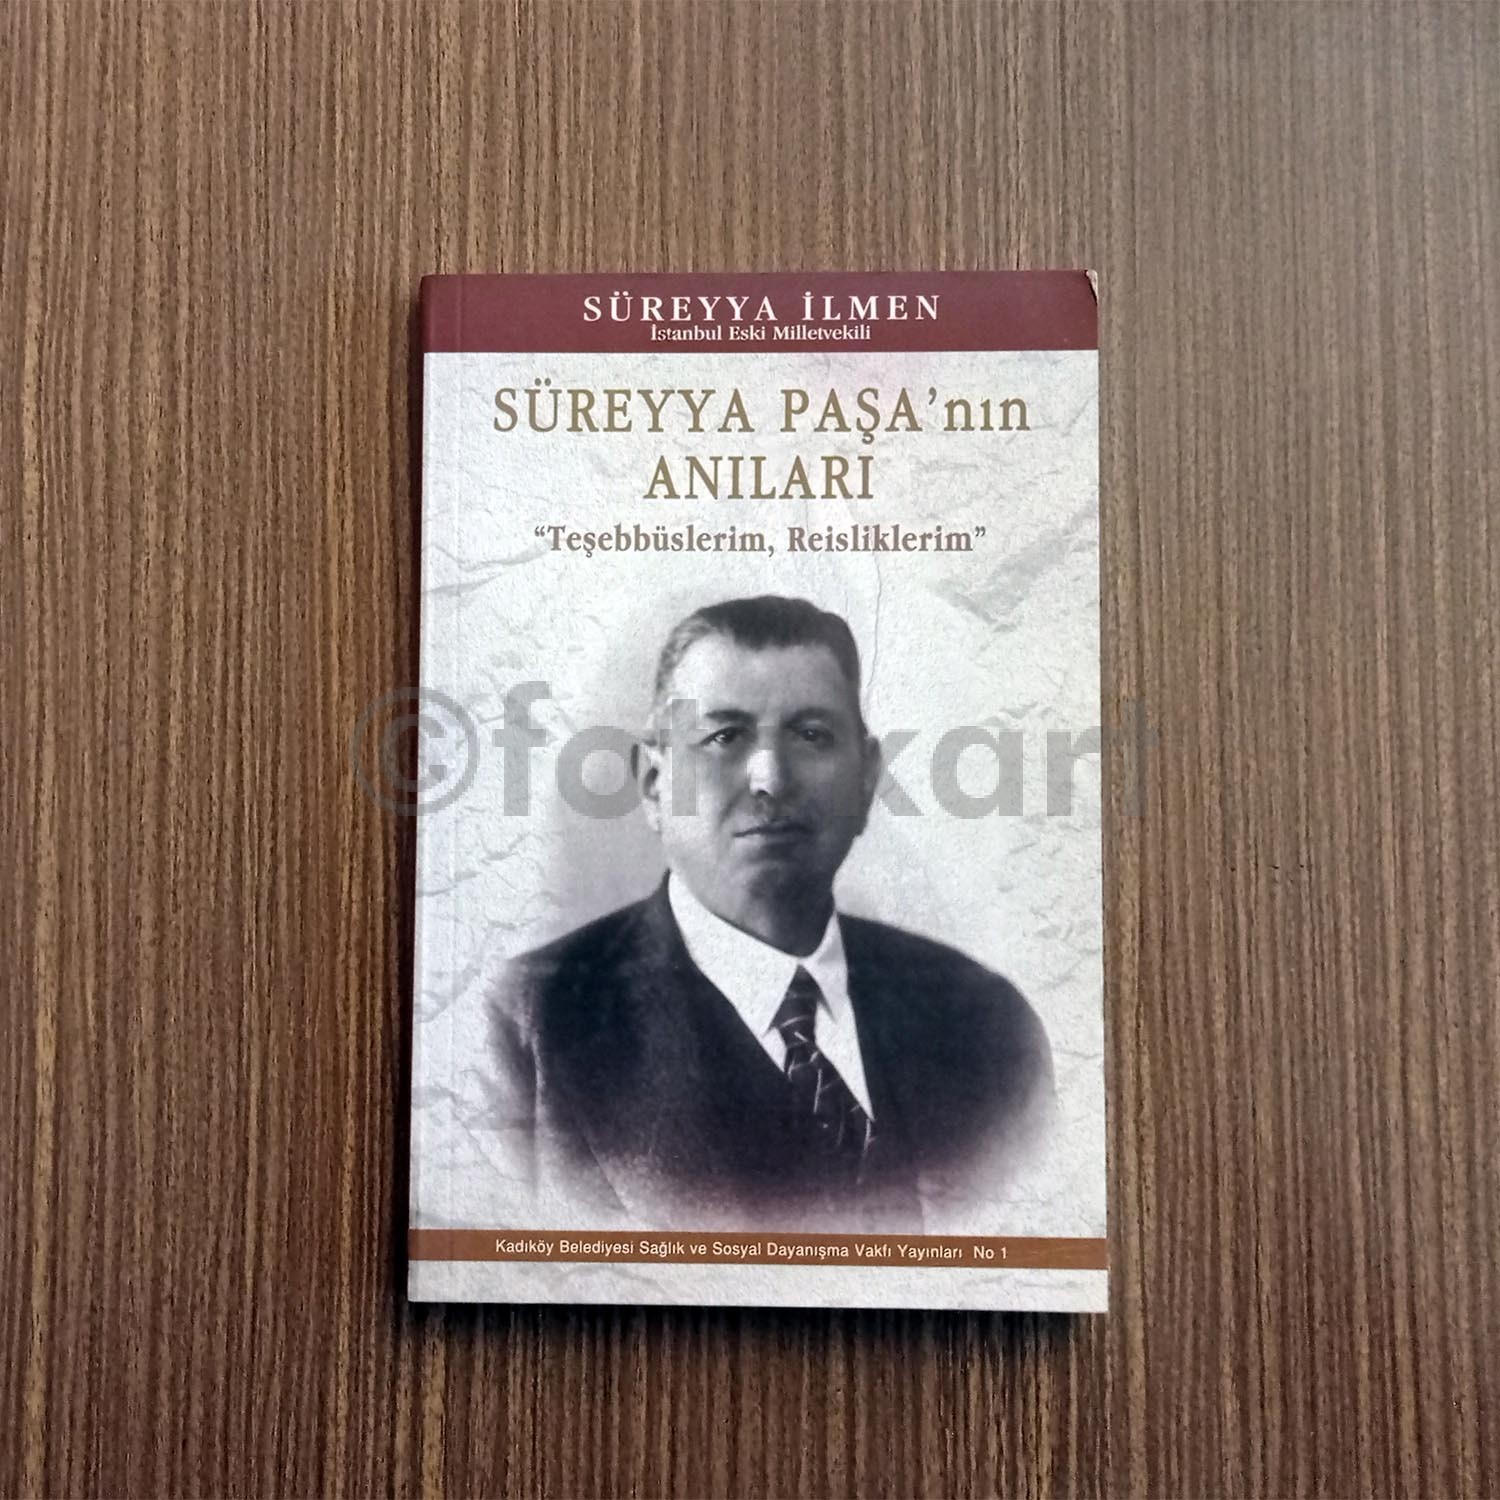 SÜREYYA İLMEN
İstanbul Eski Milletvekili
SÜREYYA PAŞA’nın
ANILARI
“Teşebbüslerim, Reisliklerim”
©fotokart
Kadıköy Belediyesi Sağlık ve Sosyal Dayanışma Vakfı Yayınları No 1